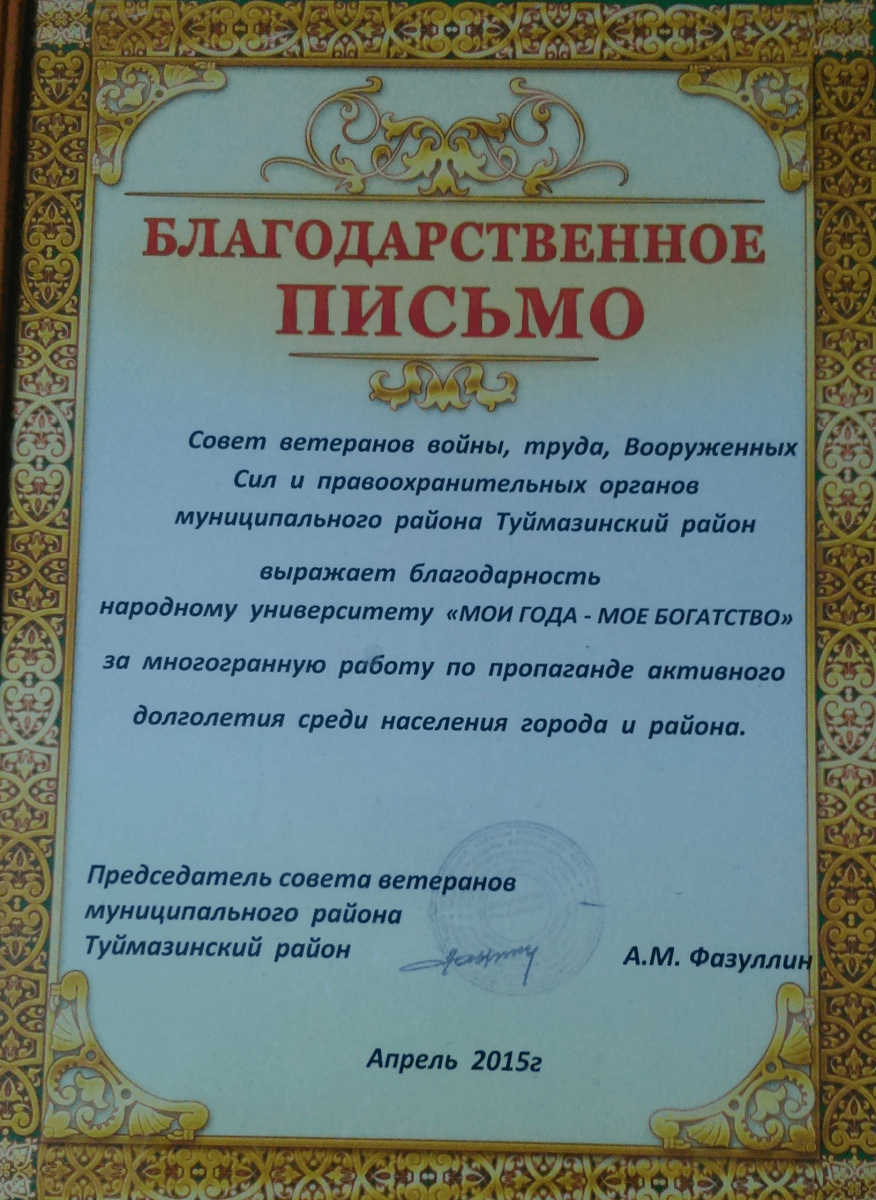 БЛАГОДАРСТВЕННОЕ
ПИСЬМО
Совет ветеранов войны, труда, Вооруженных
Сил и правоохранительных органов
муниципального района Туймазинский район
выражает благодарность
народному университету «МОИ ГОДА - МОЕ БОГАТСТВО»
за многогранную работу по пропаганде активного
долголетия среди населения города и района.
Председатель совета ветеранов
муниципального района
Туймазинский район
А.М. Фазуллин
Апрель 2015г